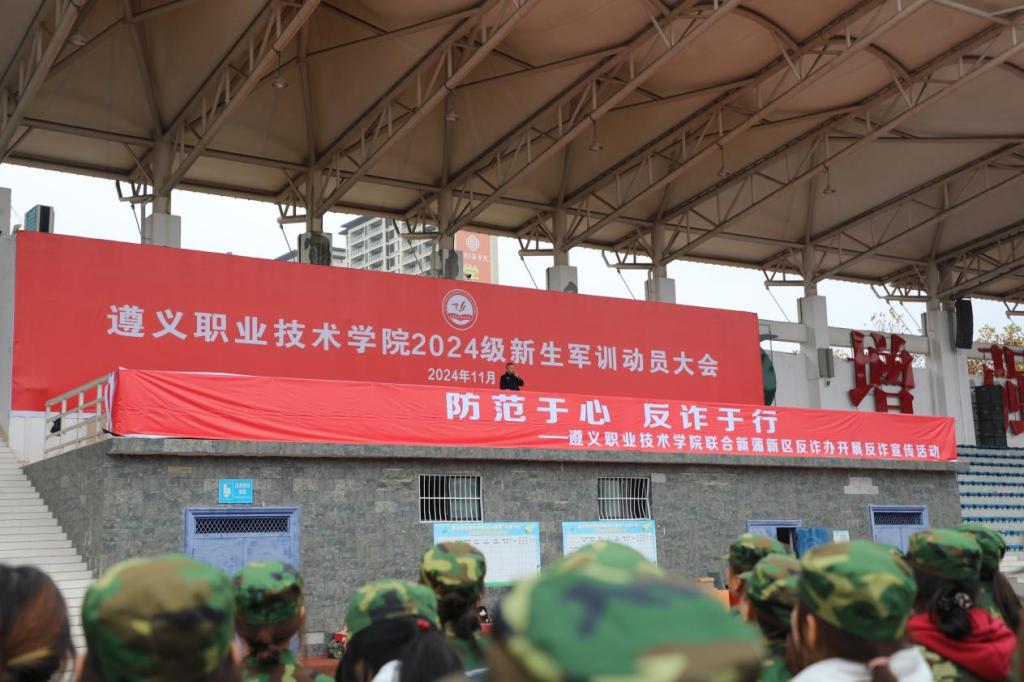 遵义职业技术学院2024级新生军训动员大会
2024年11月
防范于心 反诈于行
——遵义职业技术学院联合新蒲新区反诈办开展反诈宣传活动